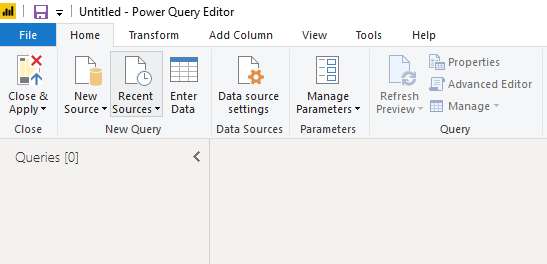 Untitled - Power Query Editor
File Home Transform Add Column View Tools Help
Close & Apply
New Source
Recent Sources
Enter Data
Data source settings
Manage Parameters
Refresh Preview
Properties
Advanced Editor
Manage
Close New Query Data Sources Parameters Query
Queries [0]